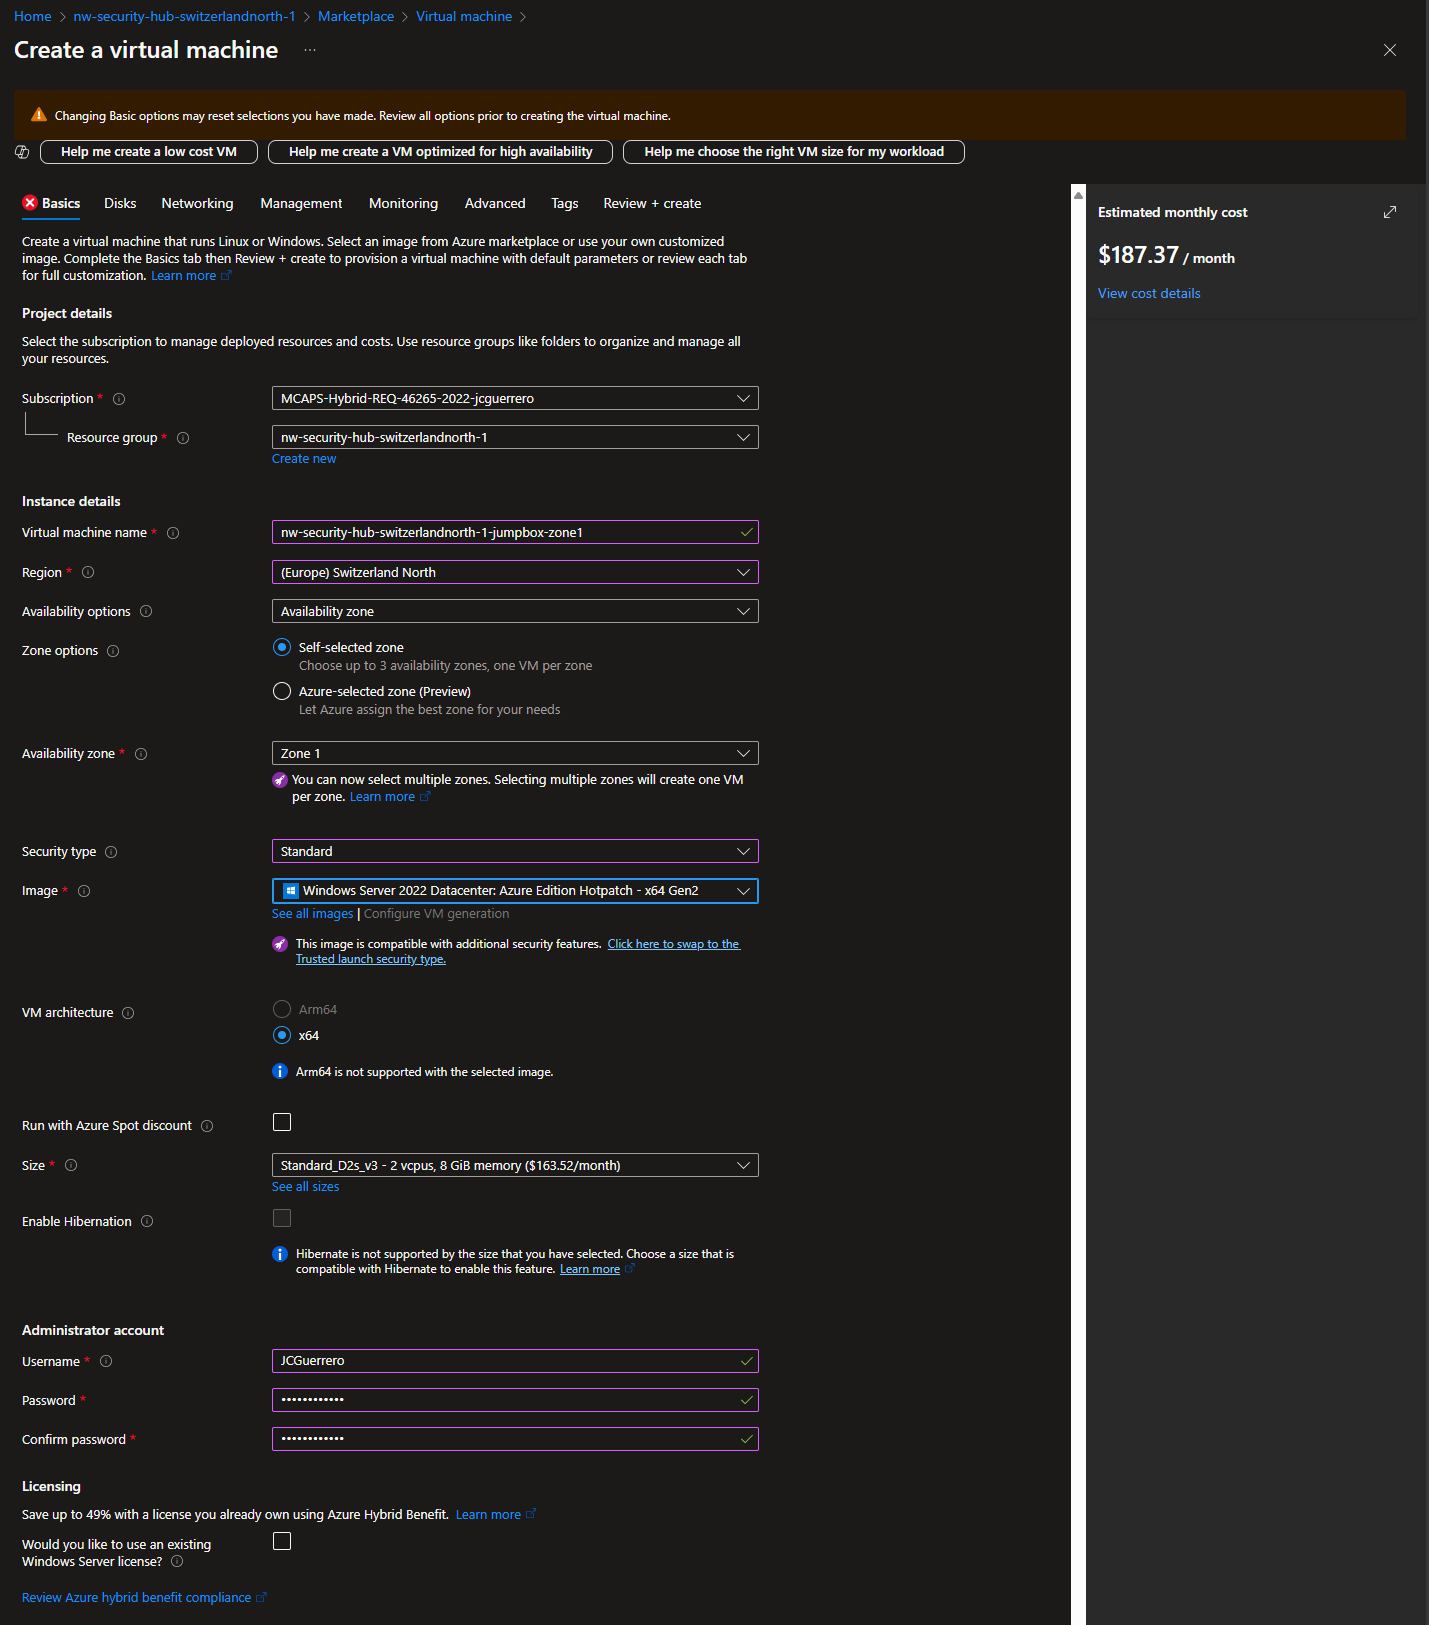 Home > nw-security-hub-switzerlandnorth-1 > Marketplace > Virtual machine >
Create a virtual machine ...
Changing Basic options may reset selections you have made. Review all options prior to creating the virtual machine.
Help me create a low cost VM
Help me create a VM optimized for high availability
Help me choose the right VM size for my workload
Basics Disks Networking Management Monitoring Advanced Tags Review + create
Create a virtual machine that runs Linux or Windows. Select an image from Azure marketplace or use your own customized
image. Complete the Basics tab then Review + create to provision a virtual machine with default parameters or review each tab
for full customization. Learn more
Project details
Select the subscription to manage deployed resources and costs. Use resource groups like folders to organize and manage all
your resources.
Subscription *
MCAPS-Hybrid-REQ-46265-2022-jcguerrero
Resource group *
nw-security-hub-switzerlandnorth-1
Create new
Instance details
Virtual machine name *
nw-security-hub-switzerlandnorth-1-jumpbox-zone1
Region *
(Europe) Switzerland North
Availability options
Availability zone
Zone options
Self-selected zone
Choose up to 3 availability zones, one VM per zone
Azure-selected zone (Preview)
Let Azure assign the best zone for your needs
Availability zone *
Zone 1
You can now select multiple zones. Selecting multiple zones will create one VM
per zone. Learn more
Security type
Standard
Image *
Windows Server 2022 Datacenter: Azure Edition Hotpatch - x64 Gen2
See all images | Configure VM generation
This image is compatible with additional security features. Click here to swap to the
Trusted launch security type.
VM architecture
Arm64
x64
Arm64 is not supported with the selected image.
Run with Azure Spot discount
Size *
Standard_D2s_v3 - 2 vcpus, 8 GiB memory ($163.52/month)
See all sizes
Enable Hibernation
Hibernate is not supported by the size that you have selected. Choose a size that is
compatible with Hibernate to enable this feature. Learn more
Administrator account
Username *
JCGuerrero
Password *
••••••••••••
Confirm password *
••••••••••••
Licensing
Save up to 49% with a license you already own using Azure Hybrid Benefit. Learn more
Would you like to use an existing
Windows Server license?
Review Azure hybrid benefit compliance
Estimated monthly cost
$187.37 / month
View cost details